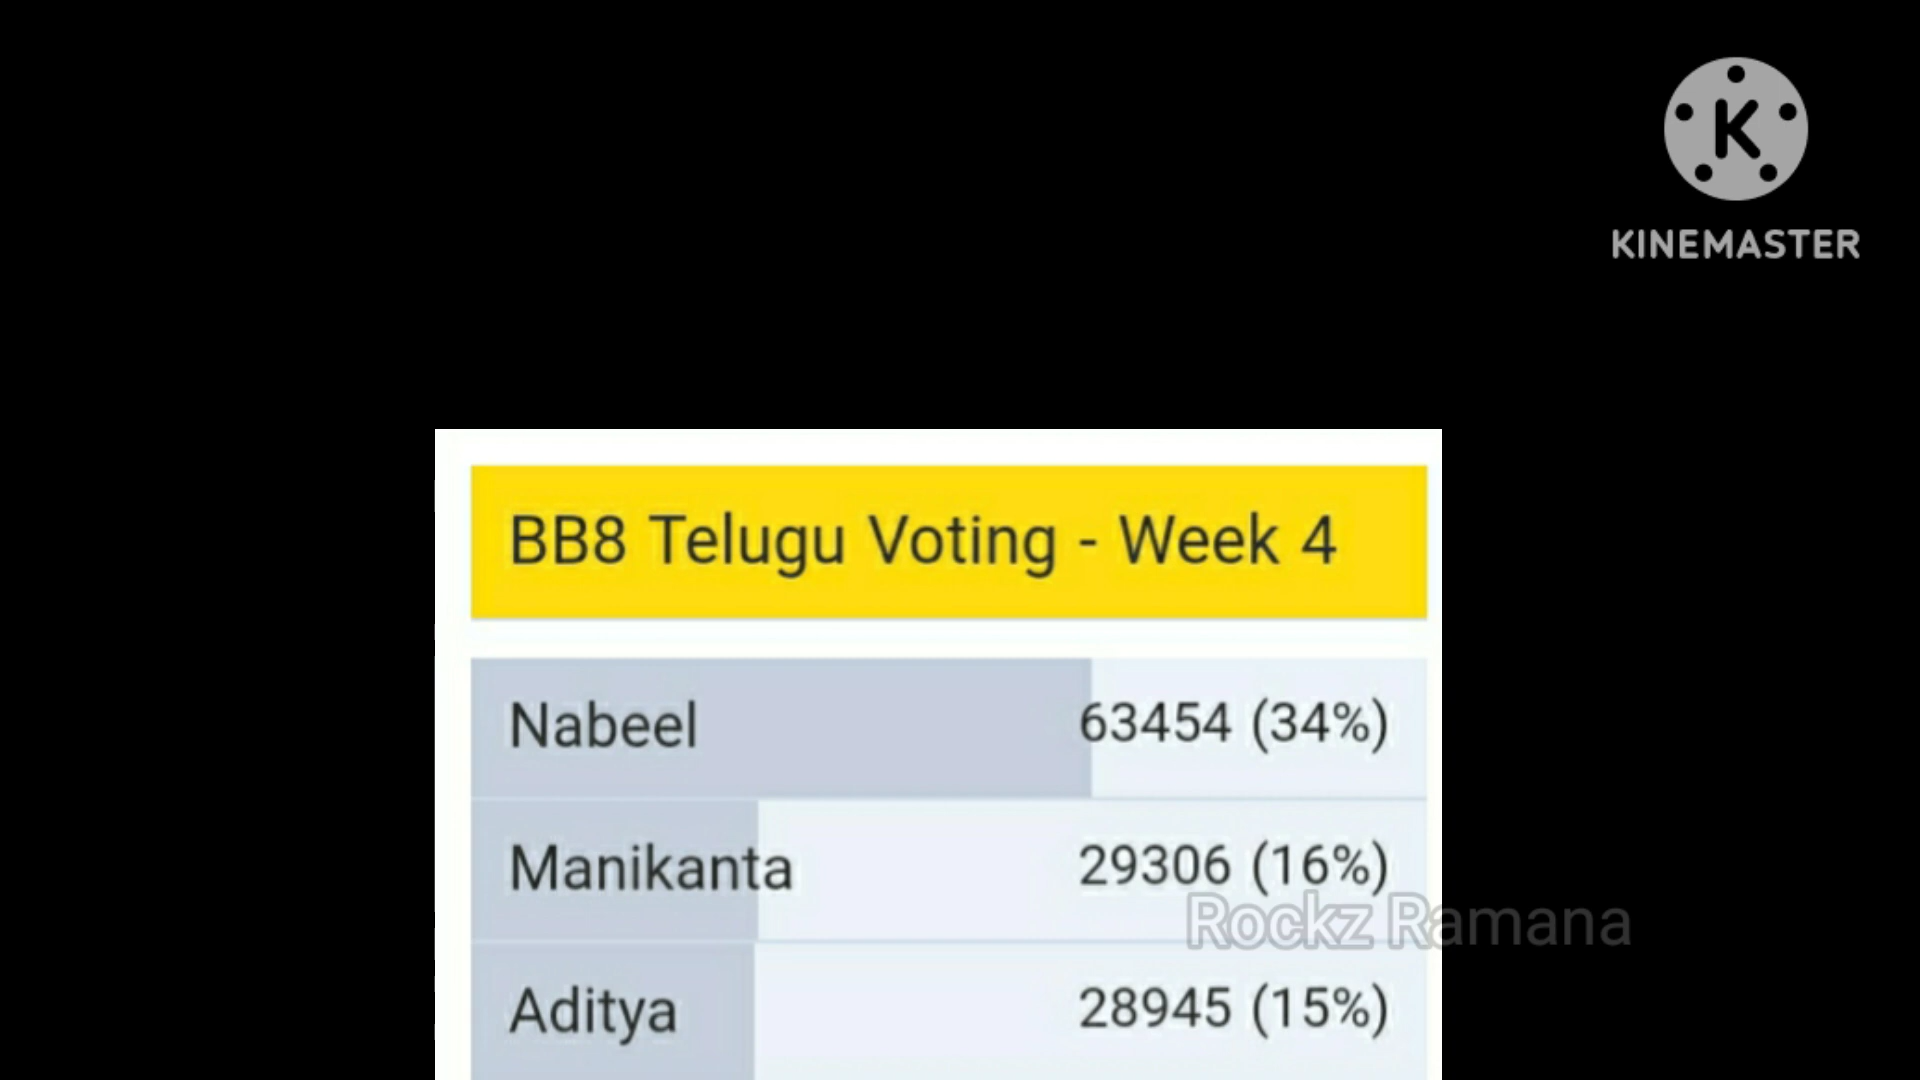 KINEMASTER
BB8 Telugu Voting - Week 4
Nabeel 63454 (34%)
Manikanta 29306 (16%)
Rockz Ramana
Aditya 28945 (15%)